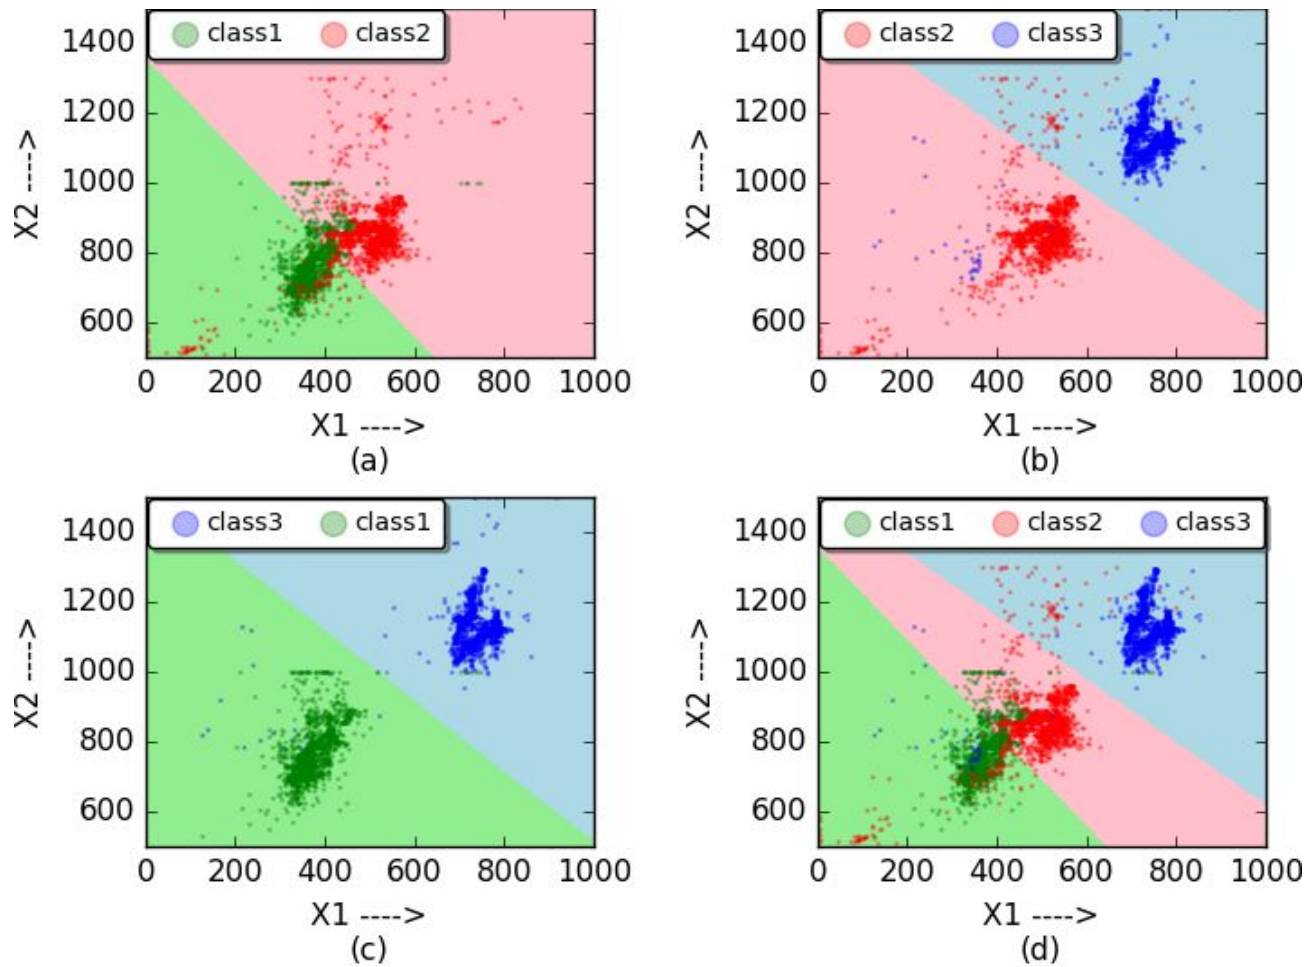 class1 class2
1400
1200
1000
800
600
X2 ---->
0 200 400 600 800 1000
X1 ---->
(a)
class2 class3
1400
1200
1000
800
600
X2 ---->
0 200 400 600 800 1000
X1 ---->
(b)
class3 class1
1400
1200
1000
800
600
X2 ---->
0 200 400 600 800 1000
X1 ---->
(c)
class1 class2 class3
1400
1200
1000
800
600
X2 ---->
0 200 400 600 800 1000
X1 ---->
(d)